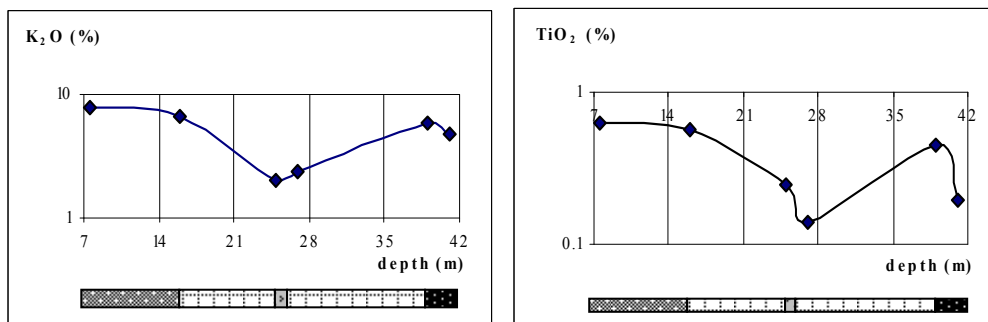 K₂O (%)
10
1
7 14 21 28 35 42
depth (m)
TiO₂ (%)
1
7 14 21 28 35 42
0.1
depth (m)